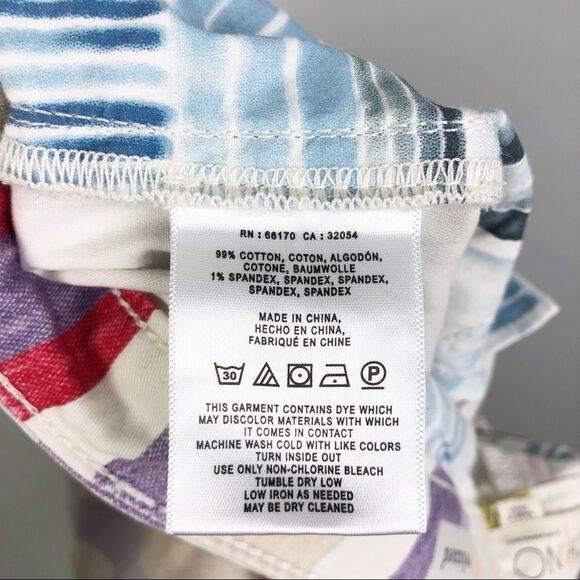 RN : 66170 CA : 32054
99% COTTON, COTON, ALGODÓN,
COTONE, BAUMWOLLE
1% SPANDEX, SPANDEX, SPANDEX,
SPANDEX, SPANDEX
MADE IN CHINA,
HECHO EN CHINA,
FABRIQUÉ EN CHINE
30 P
THIS GARMENT CONTAINS DYE WHICH
MAY DISCOLOR MATERIALS WITH WHICH
IT COMES IN CONTACT
MACHINE WASH COLD WITH LIKE COLORS
TURN INSIDE OUT
USE ONLY NON-CHLORINE BLEACH
TUMBLE DRY LOW
LOW IRON AS NEEDED
MAY BE DRY CLEANED